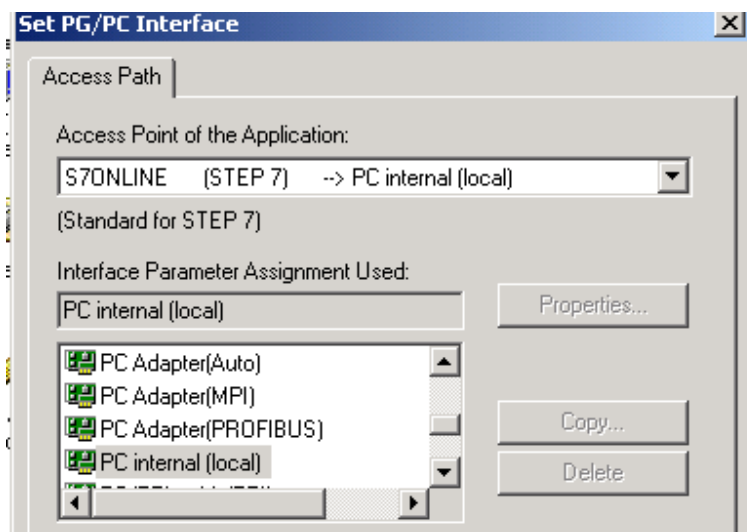 Set PG/PC Interface
Access Path
Access Point of the Application:
S7ONLINE (STEP 7) --> PC internal (local)
(Standard for STEP 7)
Interface Parameter Assignment Used:
PC internal (local)
Properties...
PC Adapter(Auto)
PC Adapter(MPI)
PC Adapter(PROFIBUS)
PC internal (local)
Copy...
Delete